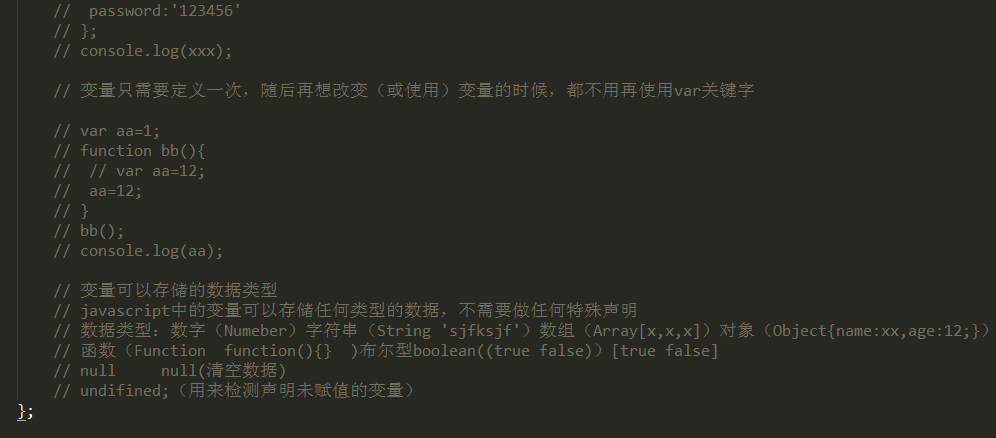 //  password:'123456'
// };
// console.log(xxx);
// 变量只需要定义一次，随后再想改变（或使用）变量的时候，都不用再使用var关键字
// var aa=1;
// function bb(){
//  // var aa=12;
//  aa=12;
// }
// bb();
// console.log(aa);
// 变量可以存储的数据类型
// javascript中的变量可以存储任何类型的数据，不需要做任何特殊声明
// 数据类型：数字（Numeber）字符串（String 'sjfksjf'）数组（Array[x,x,x]）对象（Object{name:xx,age:12;}）
// 函数（Function  function(){}  )布尔型boolean((true false)）[true false]
// null    null(清空数据)
// undifined;（用来检测声明未赋值的变量）
};